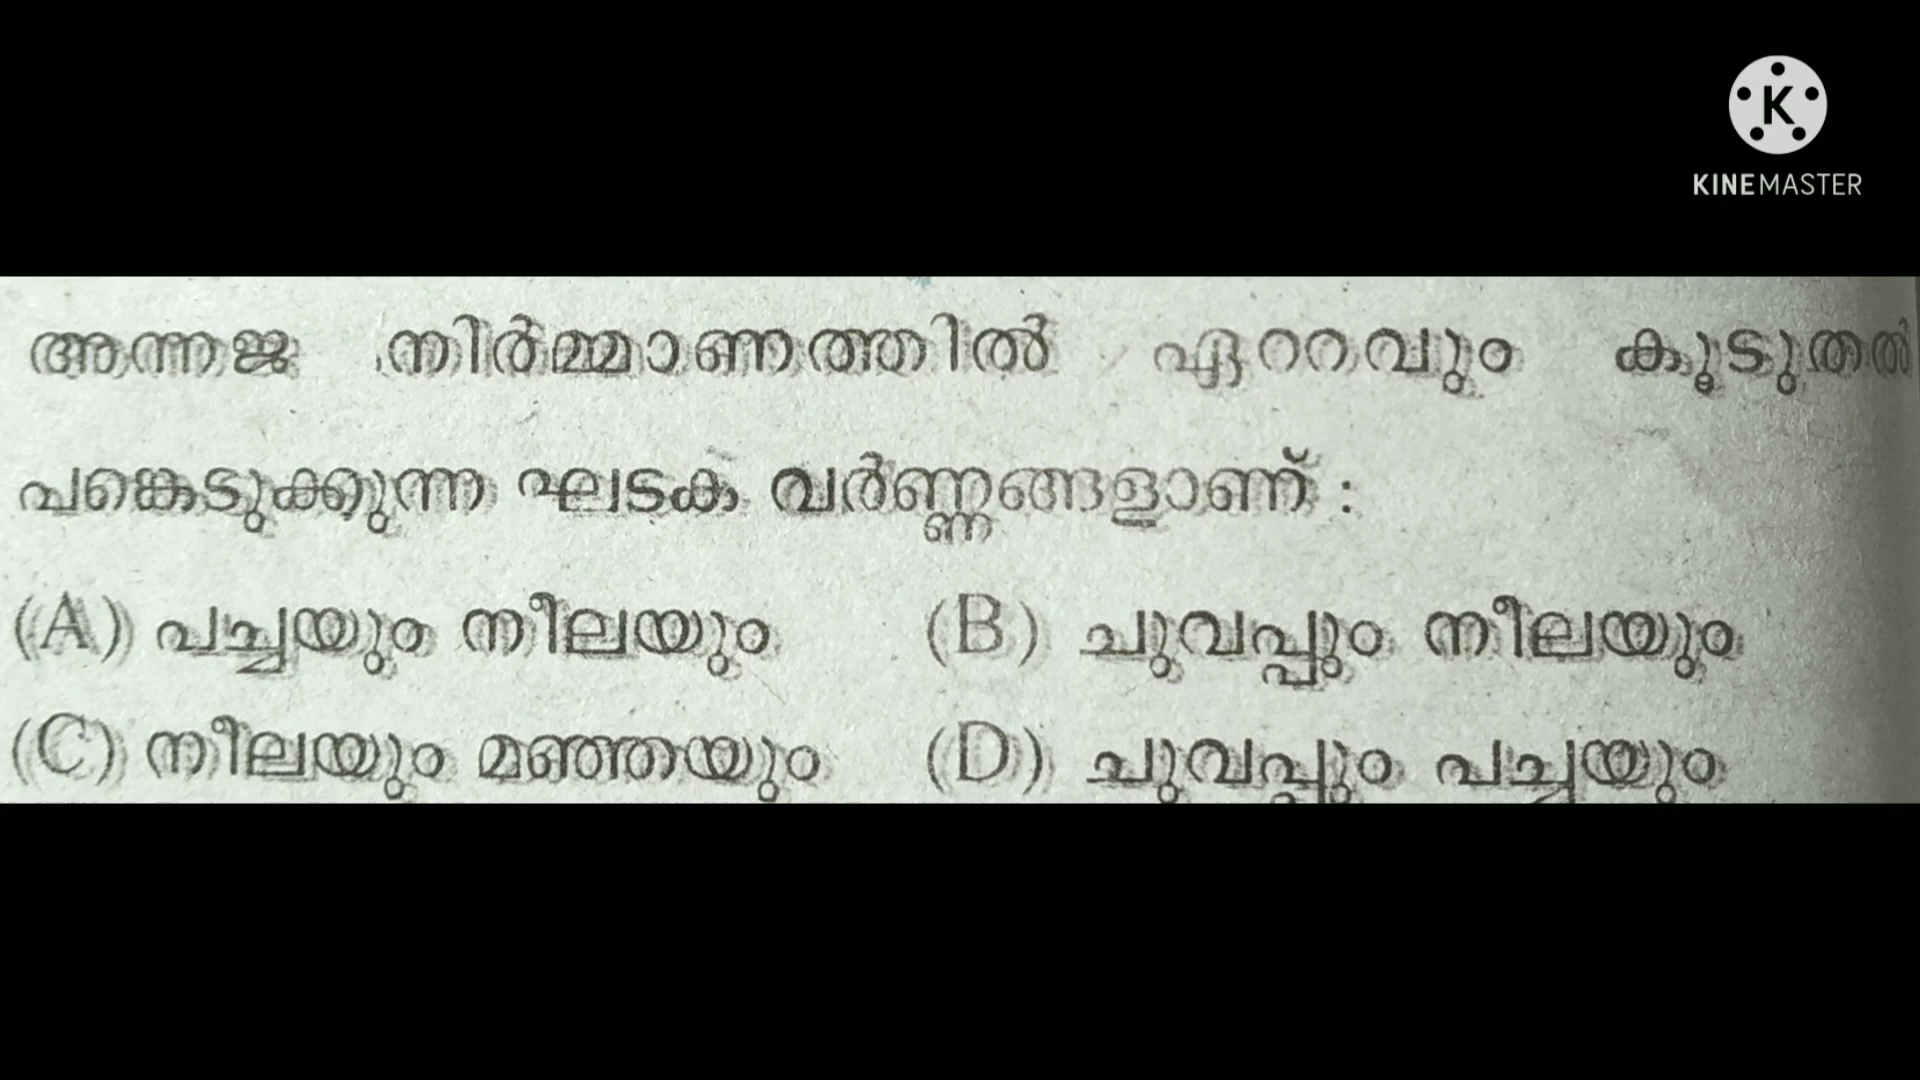 K
KINEMASTER
അന്നജ നിർമ്മാണത്തിൽ ഏററവും കൂടുതൽ
പങ്കെടുക്കുന്ന ഘടക വർണ്ണങ്ങളാണ് :
(A) പച്ചയും നീലയും (B) ചുവപ്പും നീലയും
(C) നീലയും മഞ്ഞയും (D) ചുവപ്പും പച്ചയും